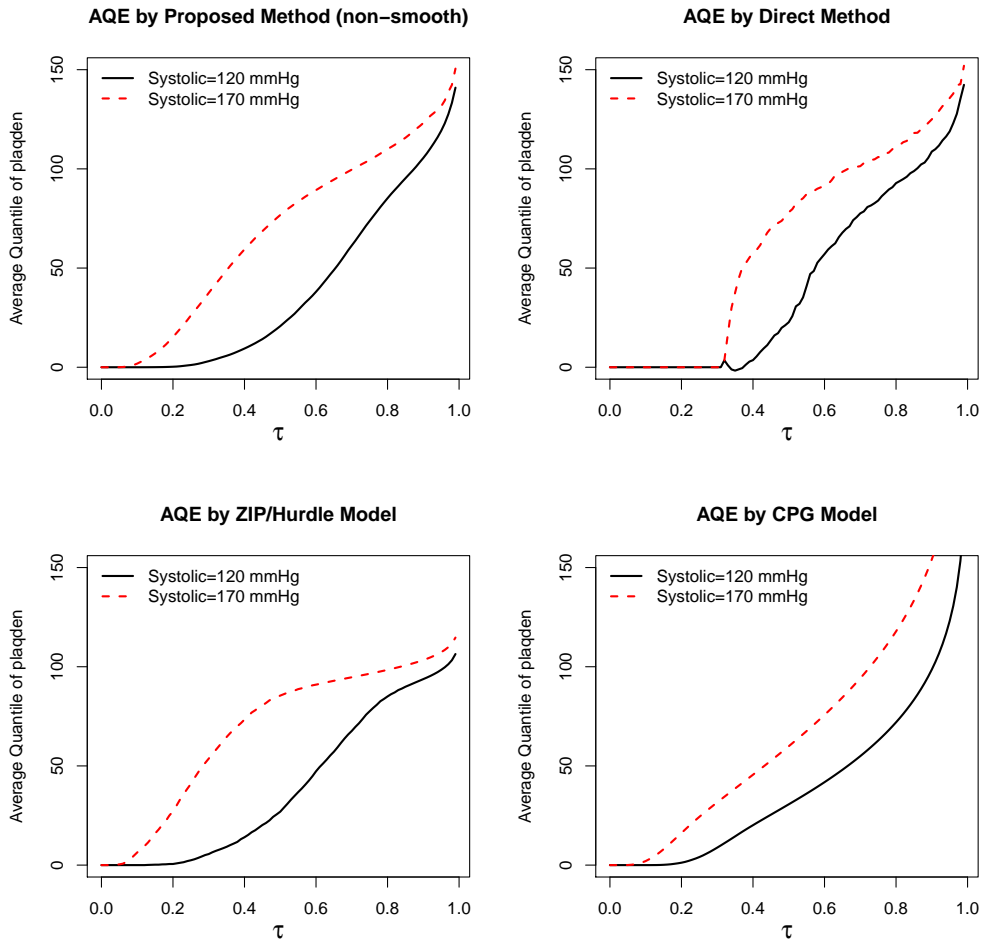 AQE by Proposed Method (non−smooth)
Average Quantile of plaqden
150
100
50
0
Systolic=120 mmHg
Systolic=170 mmHg
0.0 0.2 0.4 0.6 0.8 1.0
τ
AQE by Direct Method
Average Quantile of plaqden
150
100
50
0
Systolic=120 mmHg
Systolic=170 mmHg
0.0 0.2 0.4 0.6 0.8 1.0
τ
AQE by ZIP/Hurdle Model
Average Quantile of plaqden
150
100
50
0
Systolic=120 mmHg
Systolic=170 mmHg
0.0 0.2 0.4 0.6 0.8 1.0
τ
AQE by CPG Model
Average Quantile of plaqden
150
100
50
0
Systolic=120 mmHg
Systolic=170 mmHg
0.0 0.2 0.4 0.6 0.8 1.0
τ